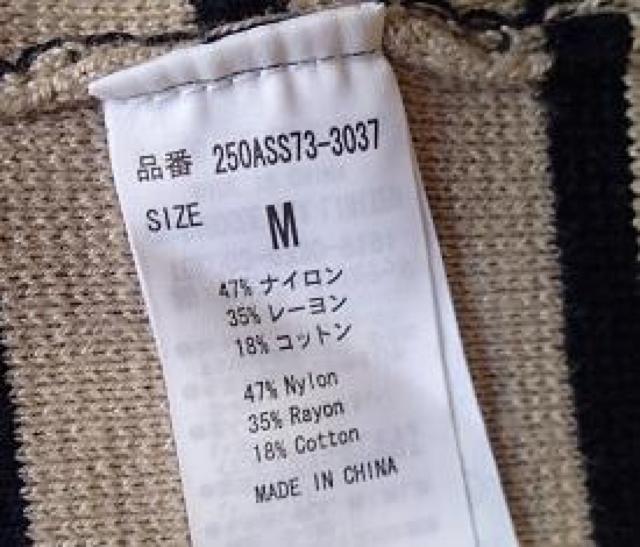 品番 250ASS73-3037
SIZE M
47% ナイロン
35% レーヨン
18% コットン
47% Nylon
35% Rayon
18% Cotton
MADE IN CHINA